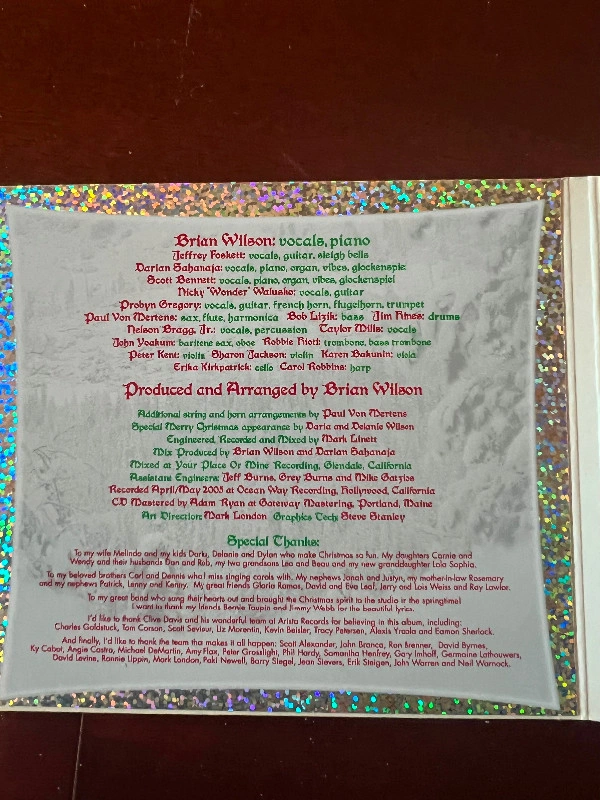 Brian Wilson: vocals, piano
Jeffrey Foskett: vocals, guitar, sleigh bells
Darian Sahanaja: vocals, piano, organ, vibes, glockenspiel
Scott Bennett: vocals, piano, organ, vibes, glockenspiel
Nicky "Wonder" Walusko: vocals, guitar
Probyn Gregory: vocals, guitar, french horn, flugelhorn, trumpet
Paul Von Mertens: sax, flute, harmonica Bob Lizik: bass Jim Hines: drums
Nelson Bragg, Jr.: vocals, percussion Taylor Mills: vocals
John Yoakum: baritone sax, oboe Robbie Hioti: trombone, bass trombone
Peter Kent: violin Sharon Jackson: violin Karen Bakunin: viola
Erika Kirkpatrick: cello Carol Robbins: harp
Produced and Arranged by Brian Wilson
Additional string and horn arrangements by Paul Von Mertens
Special Merry Christmas appearance by Daria and Delanie Wilson
Engineered, Recorded and Mixed by Mark Linett
Mix Produced by Brian Wilson and Darian Sahanaja
Mixed at Your Place Or Mine Recording, Glendale, California
Assistant Engineers: Jeff Burns, Grey Burns and Mike Gatzios
Recorded April/May 2005 at Ocean Way Recording, Hollywood, California
CD Mastered by Adam Ryan at Gateway Mastering, Portland, Maine
Art Direction: Mark London Graphics Tech: Steve Stanley
Special Thanks:
To my wife Melinda and my kids Daria, Delanie and Dylan who make Christmas so fun. My daughters Carnie and
Wendy and their husbands Dan and Rob, my two grandsons Leo and Beau and my new granddaughter Lola Sophia.
To my beloved brothers Carl and Dennis who I miss singing carols with. My nephews Jonah and Justyn, my mother-in-law Rosemary
and my nephews Patrick, Lenny and Kenny. My great friends Gloria Ramos, David and Eva Leaf, Jerry and Lois Weiss and Ray Lawlor.
To my great band who sang their hearts out and brought the Christmas spirit to the studio in the springtime!
I want to thank my friends Bernie Taupin and Jimmy Webb for the beautiful lyrics.
I'd like to thank Clive Davis and his wonderful team at Arista Records for believing in this album, including:
Charles Goldstuck, Tom Corson, Scott Seviour, Liz Morentin, Kevin Beisler, Tracy Petersen, Alexis Yraola and Eamon Sherlock.
And finally, I'd like to thank the team that makes it all happen: Scott Alexander, John Branca, Ron Brenner, David Byrnes,
Ky Cabot, Angie Castro, Michael DeMartin, Amy Flax, Peter Grosslight, Phil Hardy, Samantha Henfrey, Gary Imhoff, Germaine Lathouwers,
David Levine, Ronnie Lippin, Mark London, Paki Newell, Barry Siegel, Jean Sievers, Erik Steigen, John Warren and Neil Warnock.